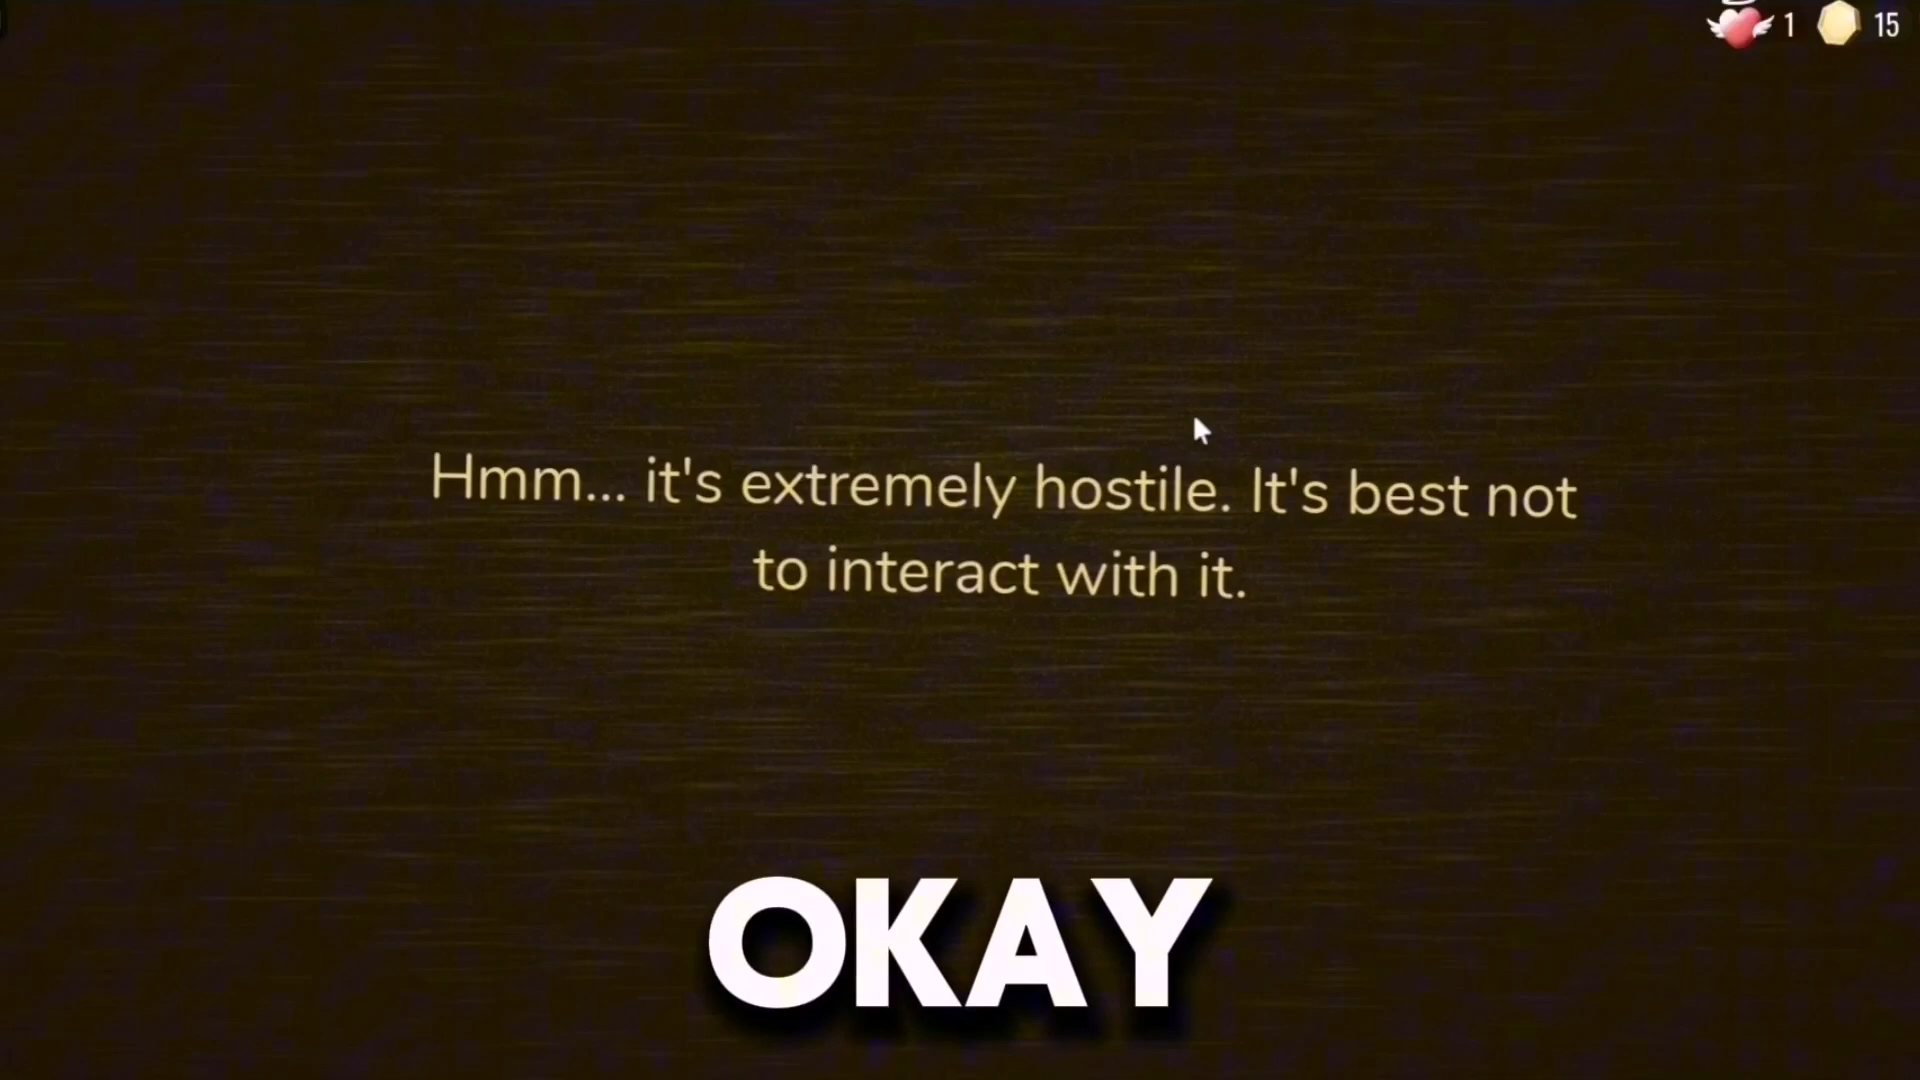 1 15
Hmm... it's extremely hostile. It's best not
to interact with it.
OKAY